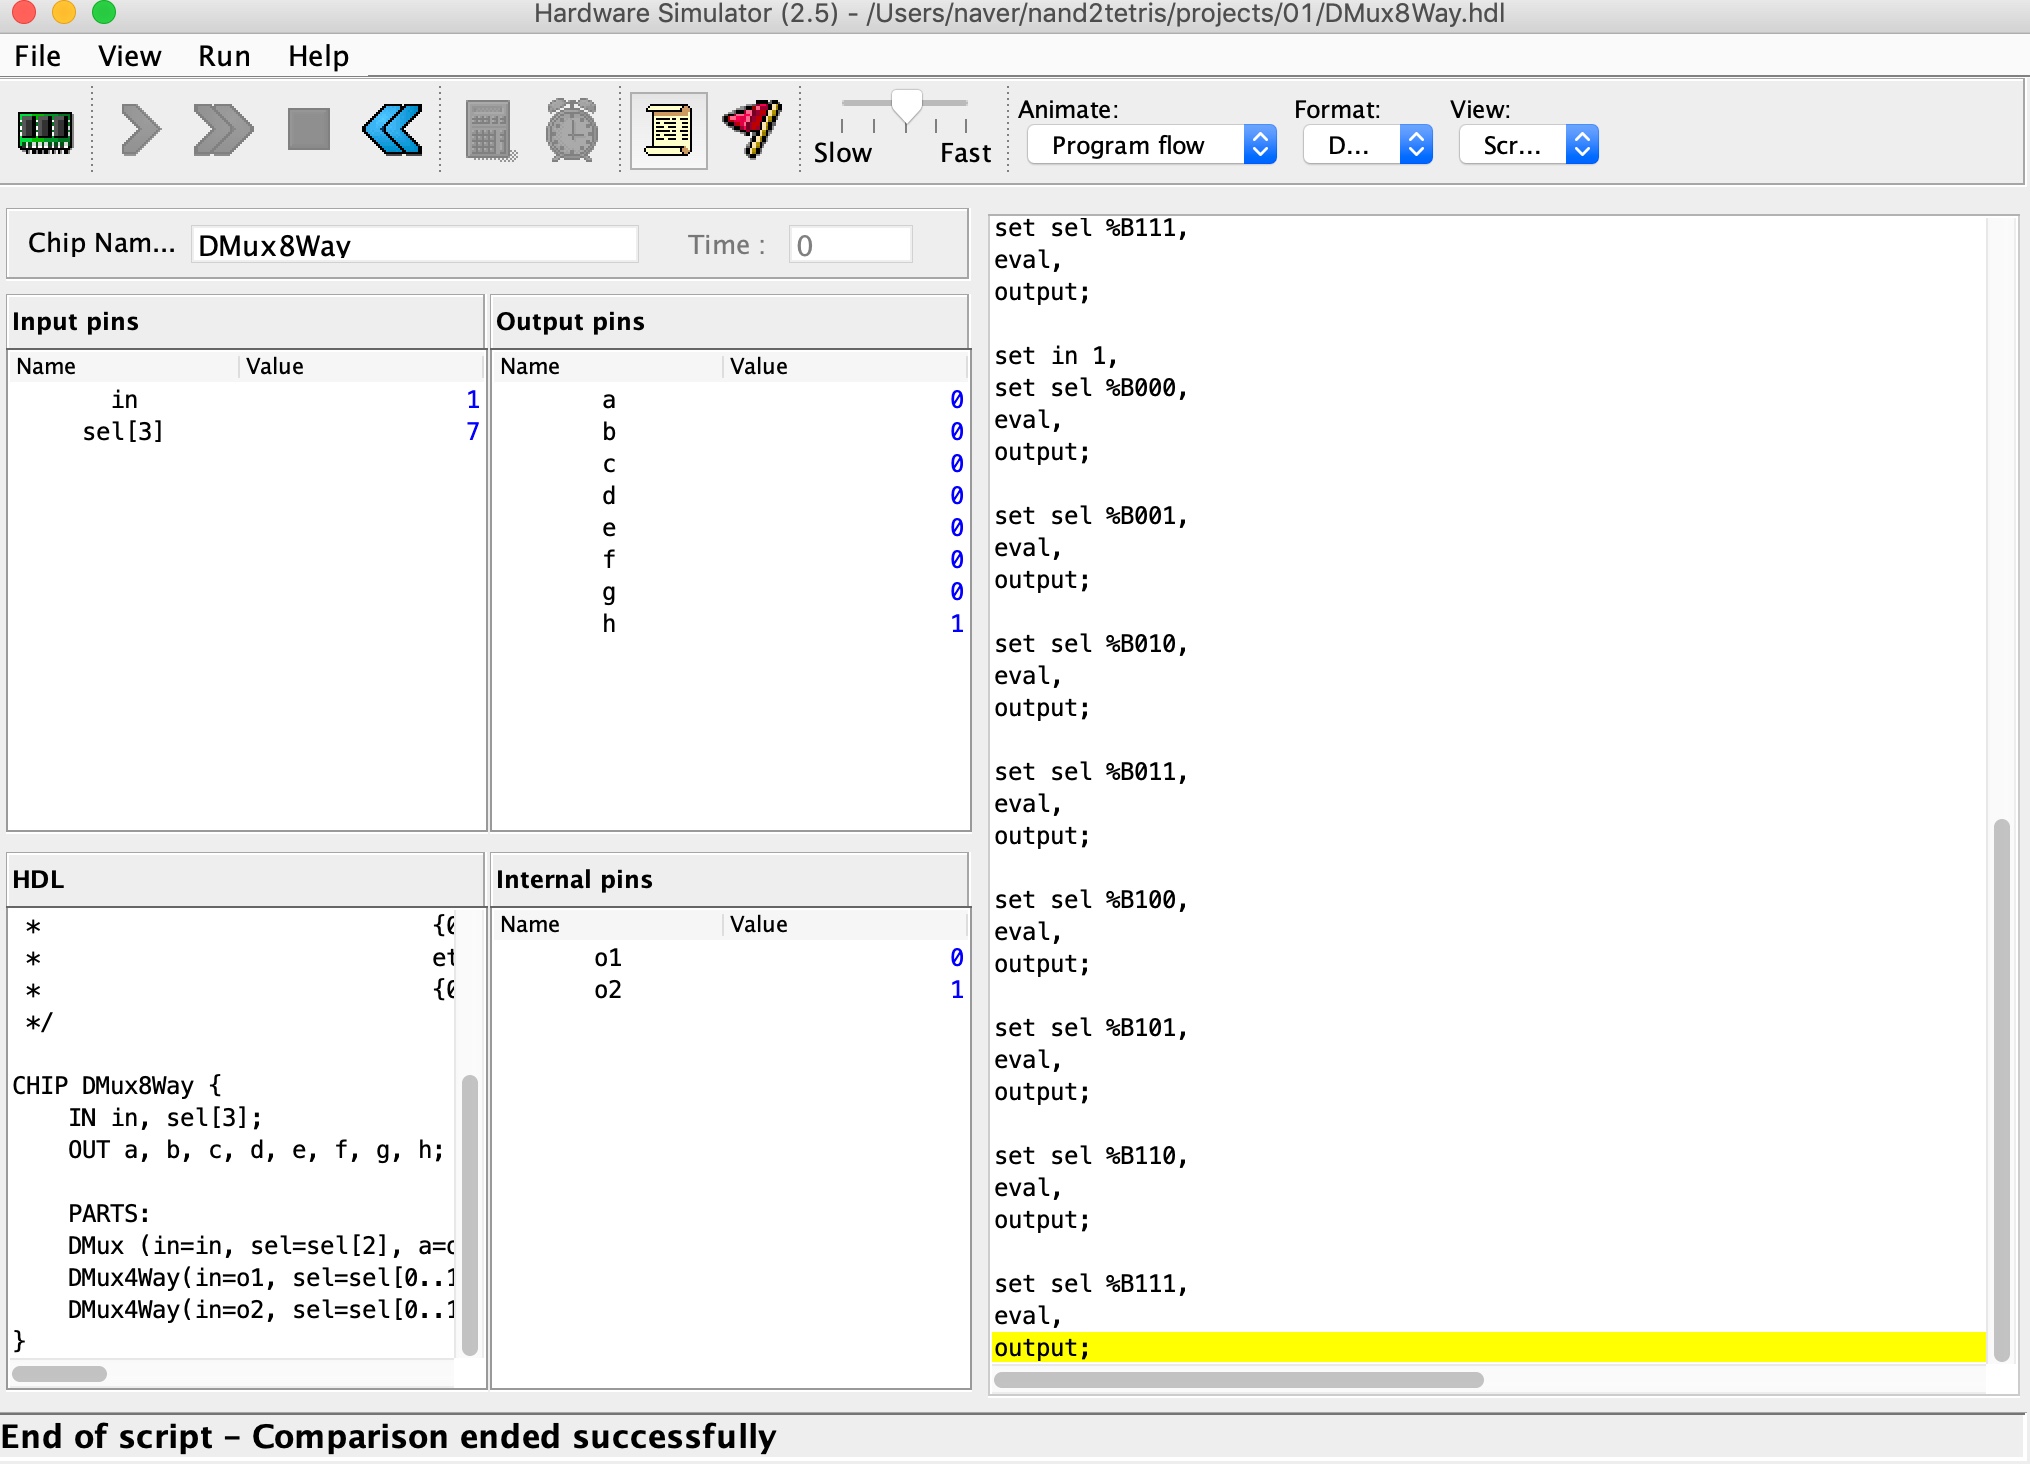 Hardware Simulator (2.5) - /Users/naver/nand2tetris/projects/01/DMux8Way.hdl
File View Run Help
Slow Fast
Animate: Format: View:
Program flow D... Scr...
Chip Nam... DMux8Way Time : 0
Input pins
Name Value
in 1
sel[3] 7
Output pins
Name Value
a 0
b 0
c 0
d 0
e 0
f 0
g 0
h 1
HDL
*
*
*
*/
CHIP DMux8Way {
IN in, sel[3];
OUT a, b, c, d, e, f, g, h;
PARTS:
DMux (in=in, sel=sel[2], a=
DMux4Way(in=o1, sel=sel[0..1
DMux4Way(in=o2, sel=sel[0..1
}
Internal pins
Name Value
o1 0
o2 1
set sel %B111,
eval,
output;
set in 1,
set sel %B000,
eval,
output;
set sel %B001,
eval,
output;
set sel %B010,
eval,
output;
set sel %B011,
eval,
output;
set sel %B100,
eval,
output;
set sel %B101,
eval,
output;
set sel %B110,
eval,
output;
set sel %B111,
eval,
output;
End of script – Comparison ended successfully